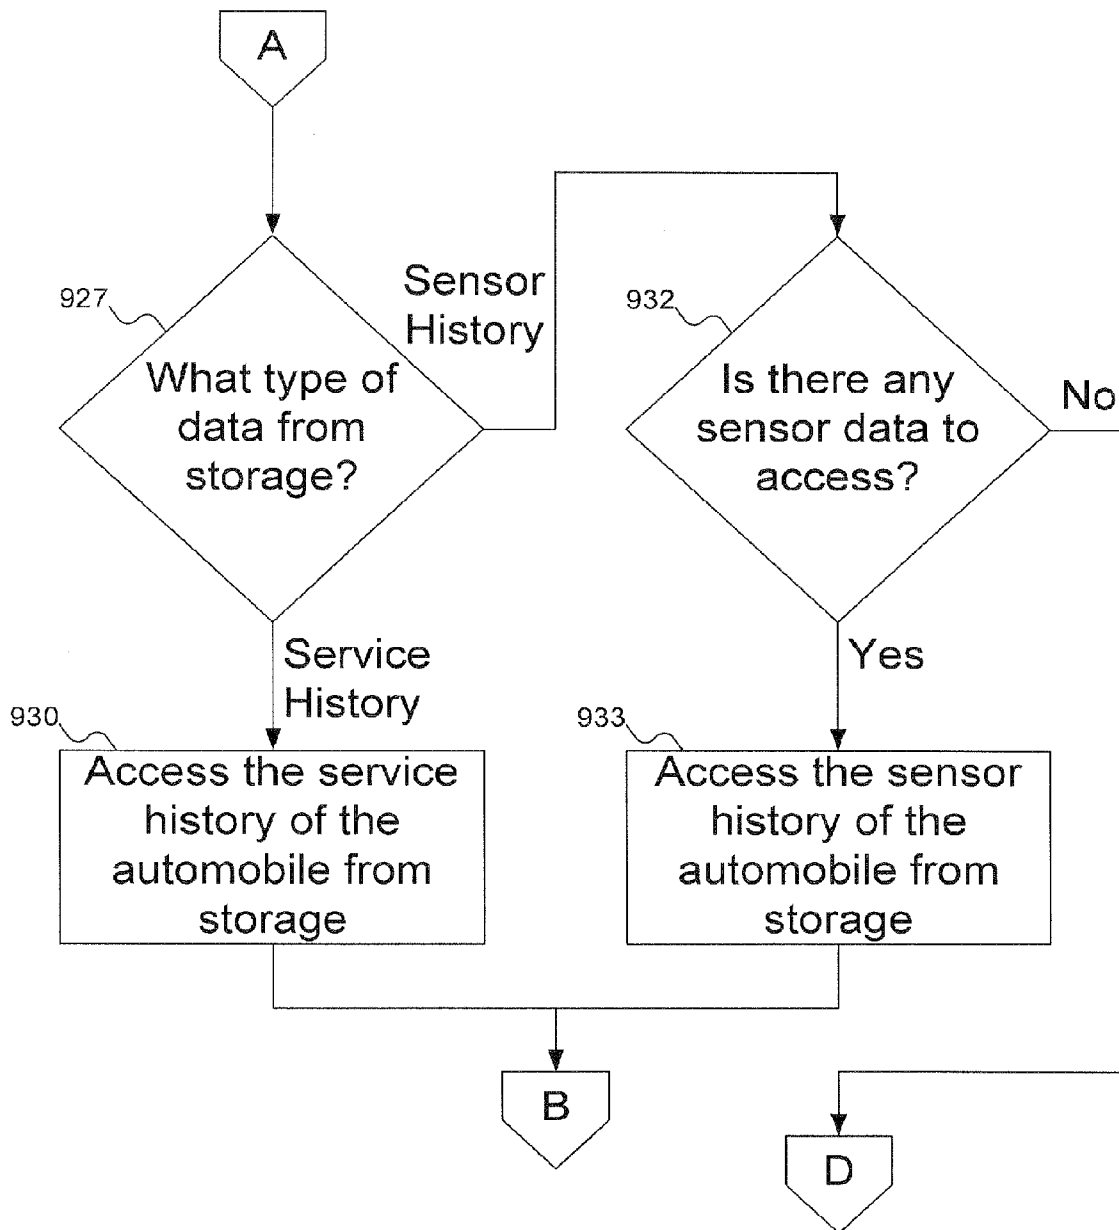 A
927
Sensor
History
932
What type of
data from
storage?
Is there any
sensor data to
access?
No
Service
History
Yes
930
933
Access the service
history of the
automobile from
storage
Access the sensor
history of the
automobile from
storage
B
D